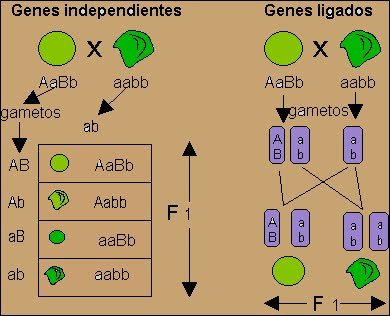 Genes independientes
X
AaBb aabb
gametos
ab
AB AaBb
Ab Aabb
aB aaBb
ab aabb
F 1
Genes ligados
X
AaBb aabb
gametos
A a a
B b b
A a a a
B b b b
F 1